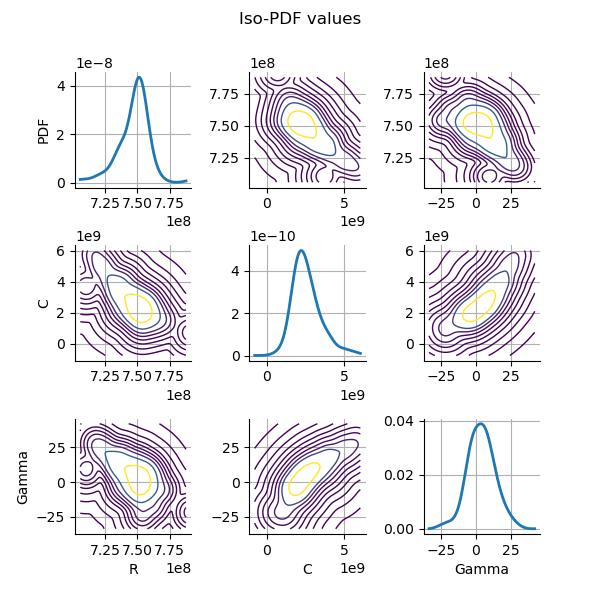 Iso-PDF values
1e−8
4
2
0
PDF
7.25 7.50 7.75
1e8
1e8
7.75
7.50
7.25
0 5
1e9
1e8
7.75
7.50
7.25
−25 0 25
1e9
6
4
2
0
C
7.25 7.50 7.75
1e8
1e−10
4
2
0
0 5
1e9
1e9
6
4
2
0
−25 0 25
25
0
−25
Gamma
7.25 7.50 7.75
1e8
R
25
0
−25
0 5
1e9
C
0.04
0.02
0.00
−25 0 25
Gamma